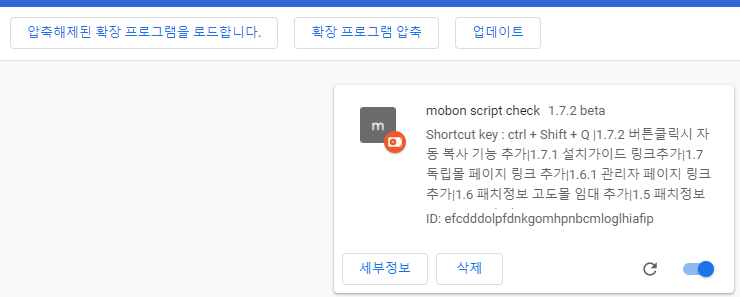 압축해제된 확장 프로그램을 로드합니다.
확장 프로그램 압축
업데이트
m
mobon script check 1.7.2 beta
Shortcut key : ctrl + Shift + Q |1.7.2 버튼클릭시 자
동 복사 기능 추가|1.7.1 설치가이드 링크추가|1.7
독립몰 페이지 링크 추가|1.6.1 관리자 페이지 링크
추가|1.6 패치정보 고도몰 임대 추가|1.5 패치정보
ID: efcdddolpfdnkgomhpnbcmloglhiafip
세부정보
삭제